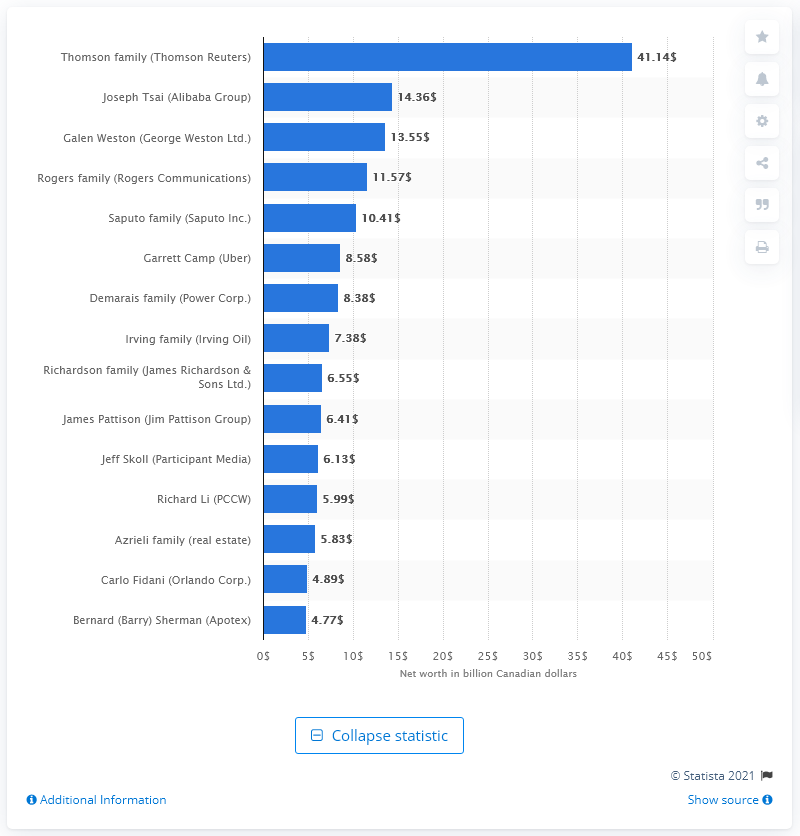 Thomson family (Thomson Reuters) 41.14$
Joseph Tsai (Alibaba Group) 14.36$
Galen Weston (George Weston Ltd.) 13.55$
Rogers family (Rogers Communications) 11.57$
Saputo family (Saputo Inc.) 10.41$
Garrett Camp (Uber) 8.58$
Demarais family (Power Corp.) 8.38$
Irving family (Irving Oil) 7.38$
Richardson family (James Richardson &
Sons Ltd.) 6.55$
James Pattison (Jim Pattison Group) 6.41$
Jeff Skoll (Participant Media) 6.13$
Richard Li (PCCW) 5.99$
Azrieli family (real estate) 5.83$
Carlo Fidani (Orlando Corp.) 4.89$
Bernard (Barry) Sherman (Apotex) 4.77$
0$ 5$ 10$ 15$ 20$ 25$ 30$ 35$ 40$ 45$ 50$
Net worth in billion Canadian dollars
Collapse statistic
© Statista 2021
Additional Information Show source